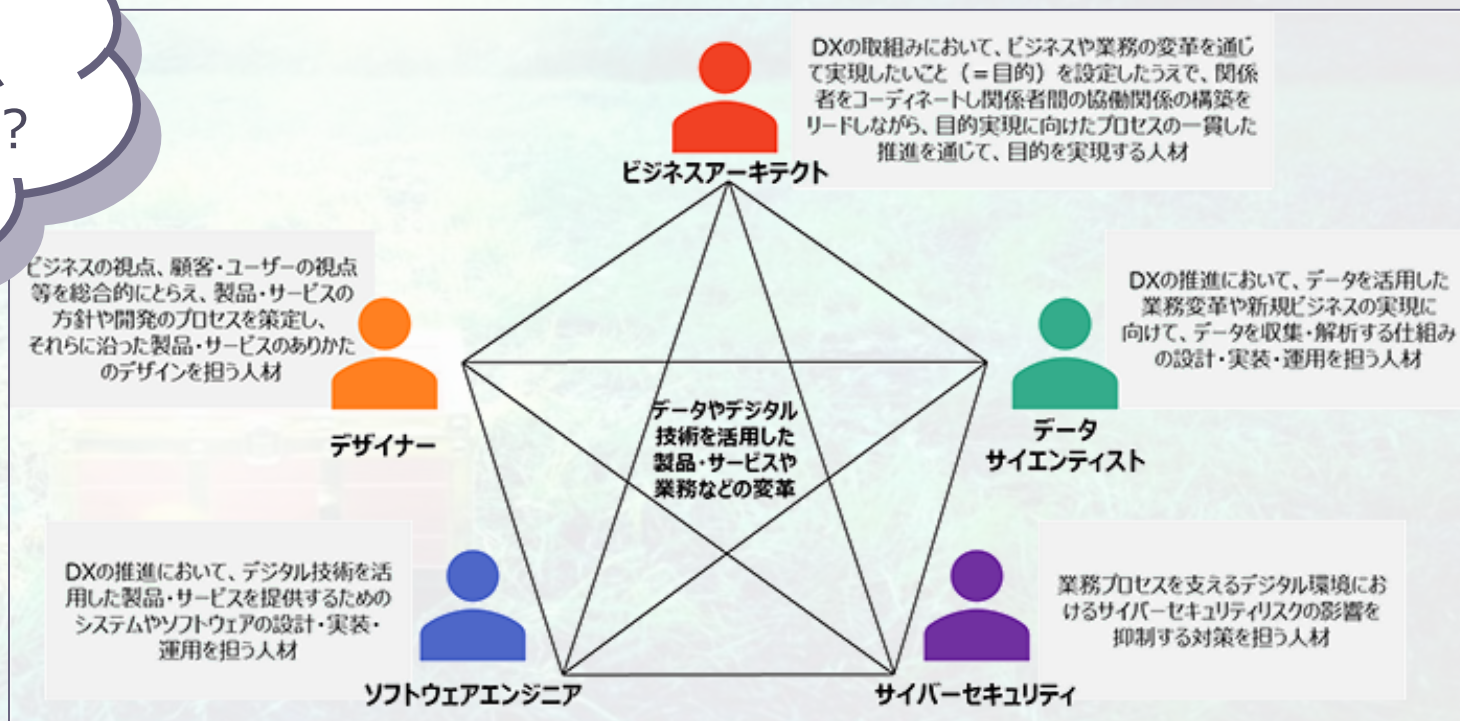 ?
DXの取組みにおいて、ビジネスや業務の変革を通じ
て実現したいこと（＝目的）を設定したうえで、関係
者をコーディネートし関係者間の協働関係の構築を
リードしながら、目的実現に向けたプロセスの一貫した
推進を通じて、目的を実現する人材
ビジネスアーキテクト
ビジネスの視点、顧客・ユーザーの視点
等を総合的にとらえ、製品・サービスの
方針や開発のプロセスを策定し、
それらに沿った製品・サービスのありかた
のデザインを担う人材
デザイナー
DXの推進において、データを活用した
業務変革や新規ビジネスの実現に
向けて、データを収集・解析する仕組み
の設計・実装・運用を担う人材
データ
サイエンティスト
データやデジタル
技術を活用した
製品・サービスや
業務などの変革
DXの推進において、デジタル技術を活
用した製品・サービスを提供するための
システムやソフトウェアの設計・実装・
運用を担う人材
ソフトウェアエンジニア
業務プロセスを支えるデジタル環境にお
けるサイバーセキュリティリスクの影響を
抑制する対策を担う人材
サイバーセキュリティ